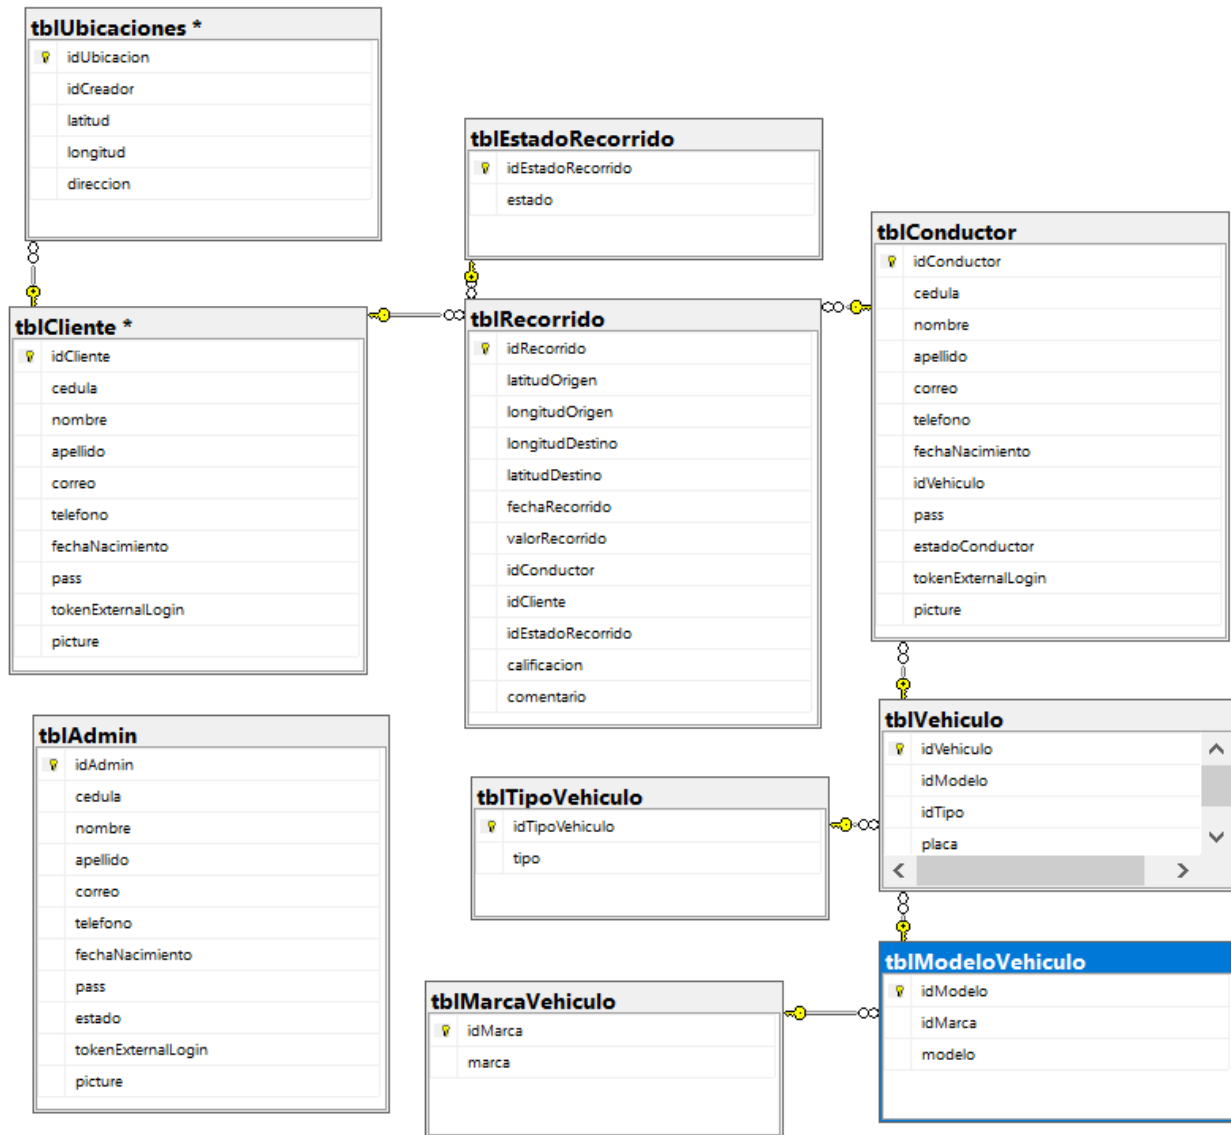 tblUbicaciones *
idUbicacion
idCreador
latitud
longitud
direccion
tblEstadoRecorrido
idEstadoRecorrido
estado
tblConductor
idConductor
cedula
nombre
apellido
correo
telefono
fechaNacimiento
idVehiculo
pass
estadoConductor
tokenExternalLogin
picture
tblCliente *
idCliente
cedula
nombre
apellido
correo
telefono
fechaNacimiento
pass
tokenExternalLogin
picture
tblRecorrido
idRecorrido
latitudOrigen
longitudOrigen
longitudDestino
latitudDestino
fechaRecorrido
valorRecorrido
idConductor
idCliente
idEstadoRecorrido
calificacion
comentario
tblAdmin
idAdmin
cedula
nombre
apellido
correo
telefono
fechaNacimiento
pass
estado
tokenExternalLogin
picture
tblTipoVehiculo
idTipoVehiculo
tipo
tblVehiculo
idVehiculo
idModelo
idTipo
placa
tblMarcaVehiculo
idMarca
marca
tblModeloVehiculo
idModelo
idMarca
modelo